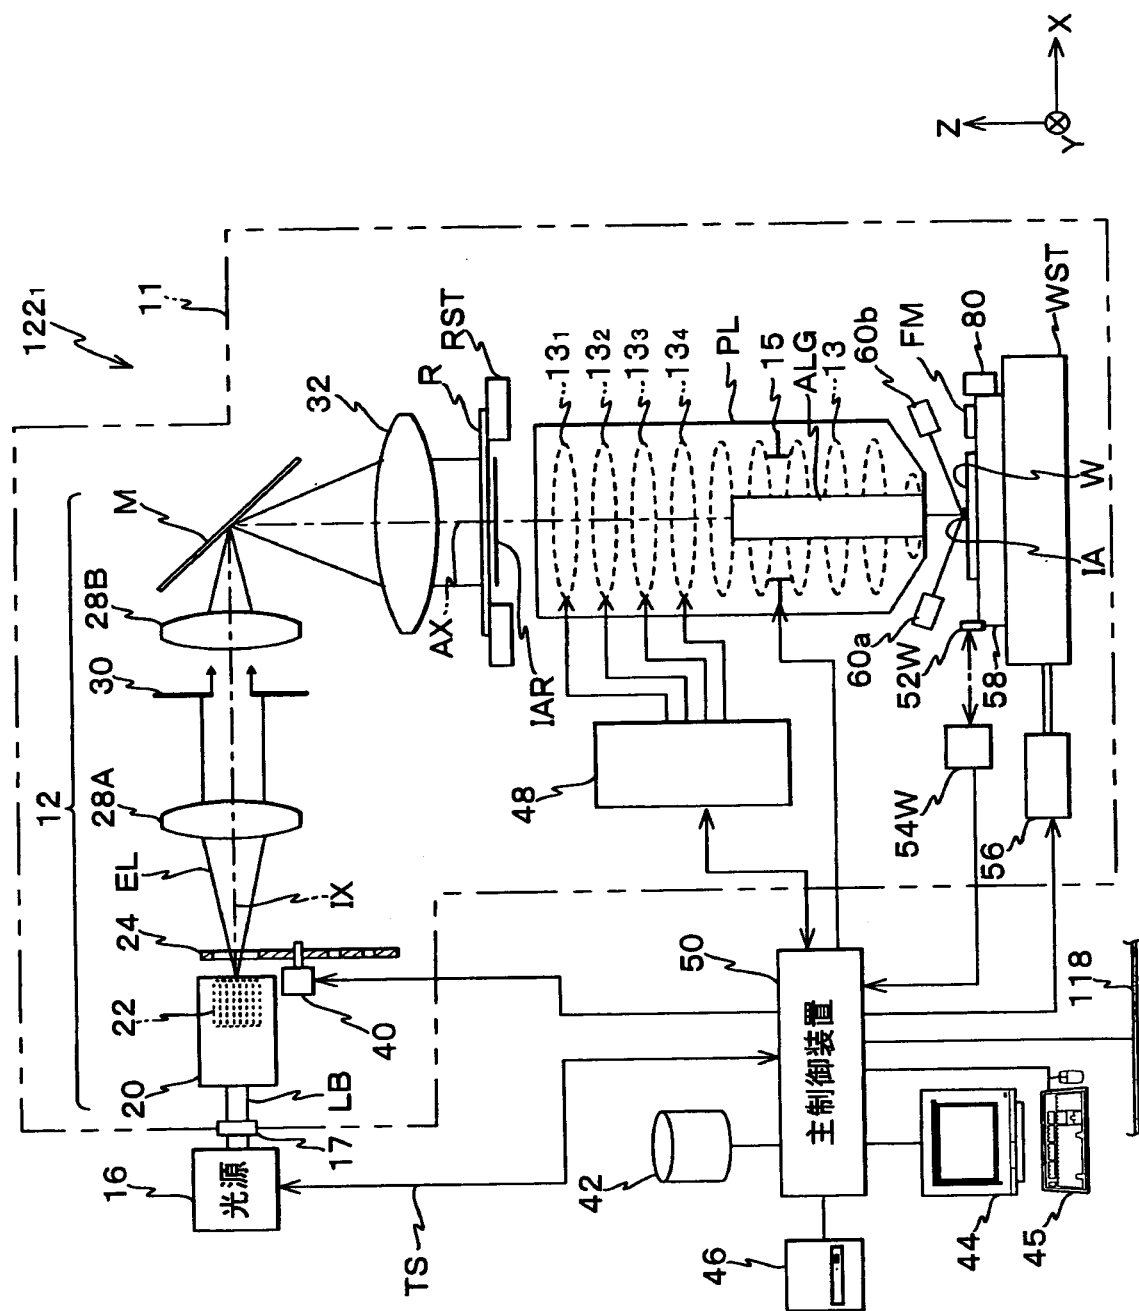 122₁
11
12
M
28B
30
28A
EL
IX
24
22
20
LB
17
16
光源
40
TS
32
R
RST
AX
IAR
13₁
13₂
13₃
13₄
PL
15
ALG
13
60b
FM
80
WST
W
IA
60a
52W
58
54W
56
48
50
主制御装置
42
46
44
45
118
Z
X
Y